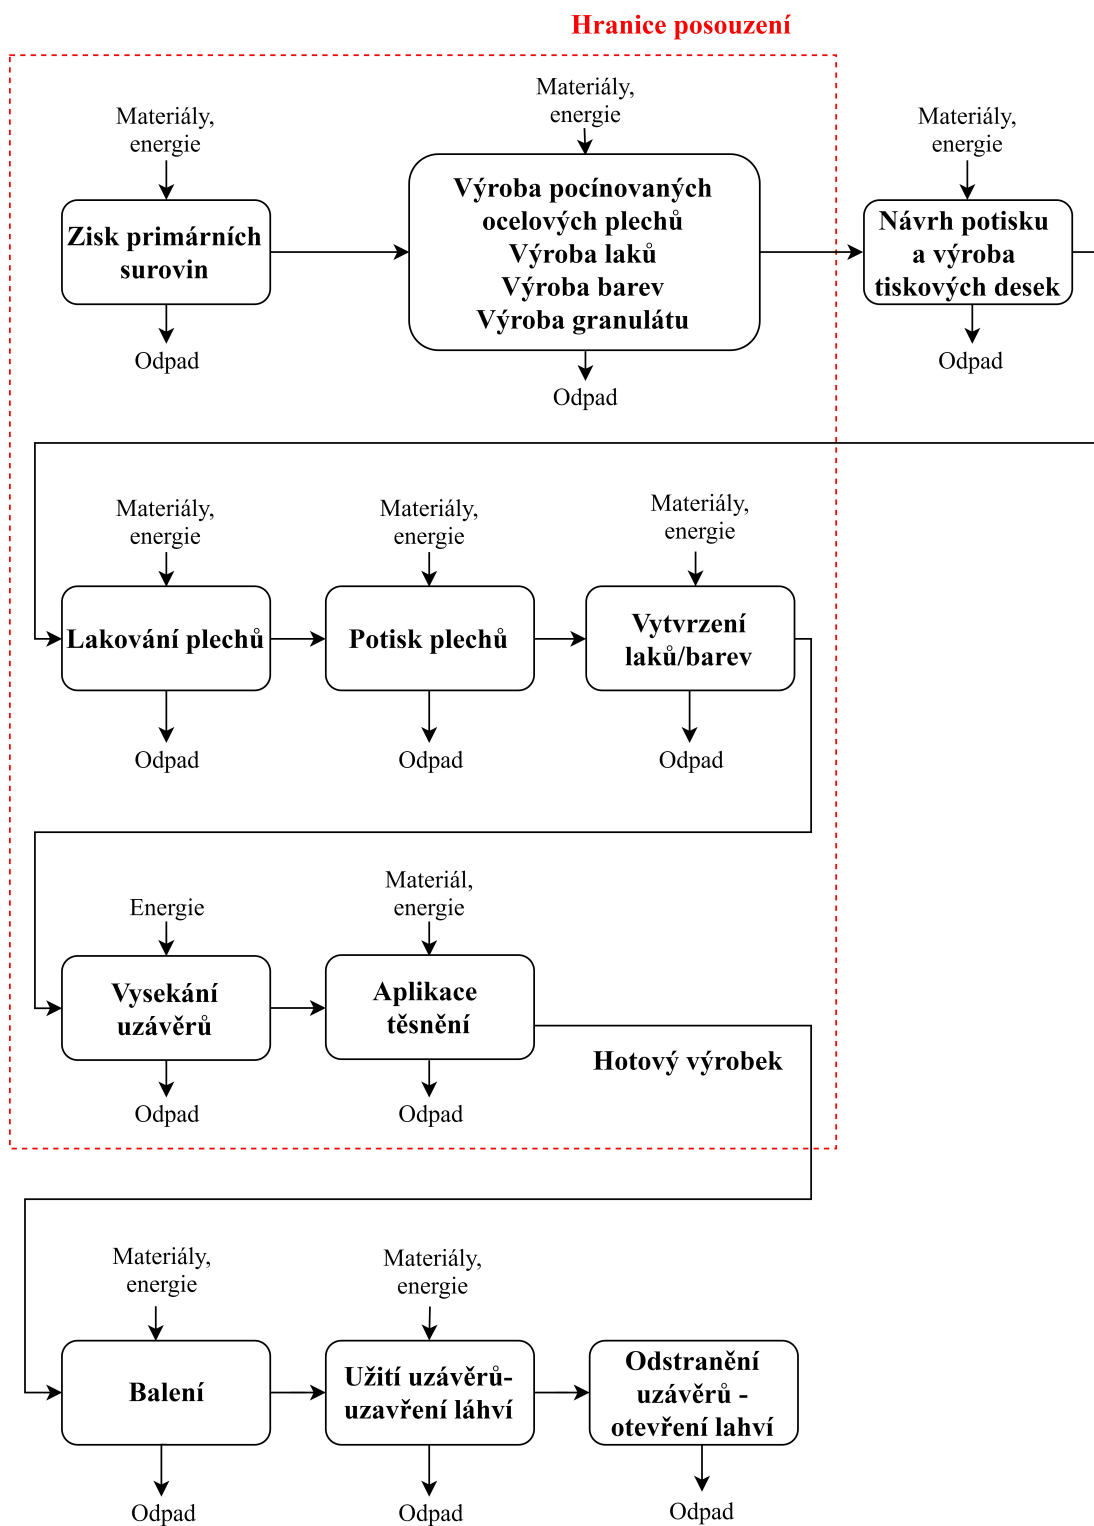 Hranice posouzení
Materiály,
energie
Materiály,
energie
Materiály,
energie
Zisk primárních
surovin
Výroba pocínovaných
ocelových plechů
Výroba laků
Výroba barev
Výroba granulátu
Návrh potisku
a výroba
tiskových desek
Odpad
Odpad
Odpad
Materiály,
energie
Materiály,
energie
Materiály,
energie
Lakování plechů
Potisk plechů
Vytvrzení
laků/barev
Odpad
Odpad
Odpad
Energie
Materiál,
energie
Vysekání
uzávěrů
Aplikace
těsnění
Hotový výrobek
Odpad
Odpad
Materiály,
energie
Materiály,
energie
Balení
Užití uzávěrů-
uzavření láhví
Odstranění
uzávěrů -
otevření lahví
Odpad
Odpad
Odpad